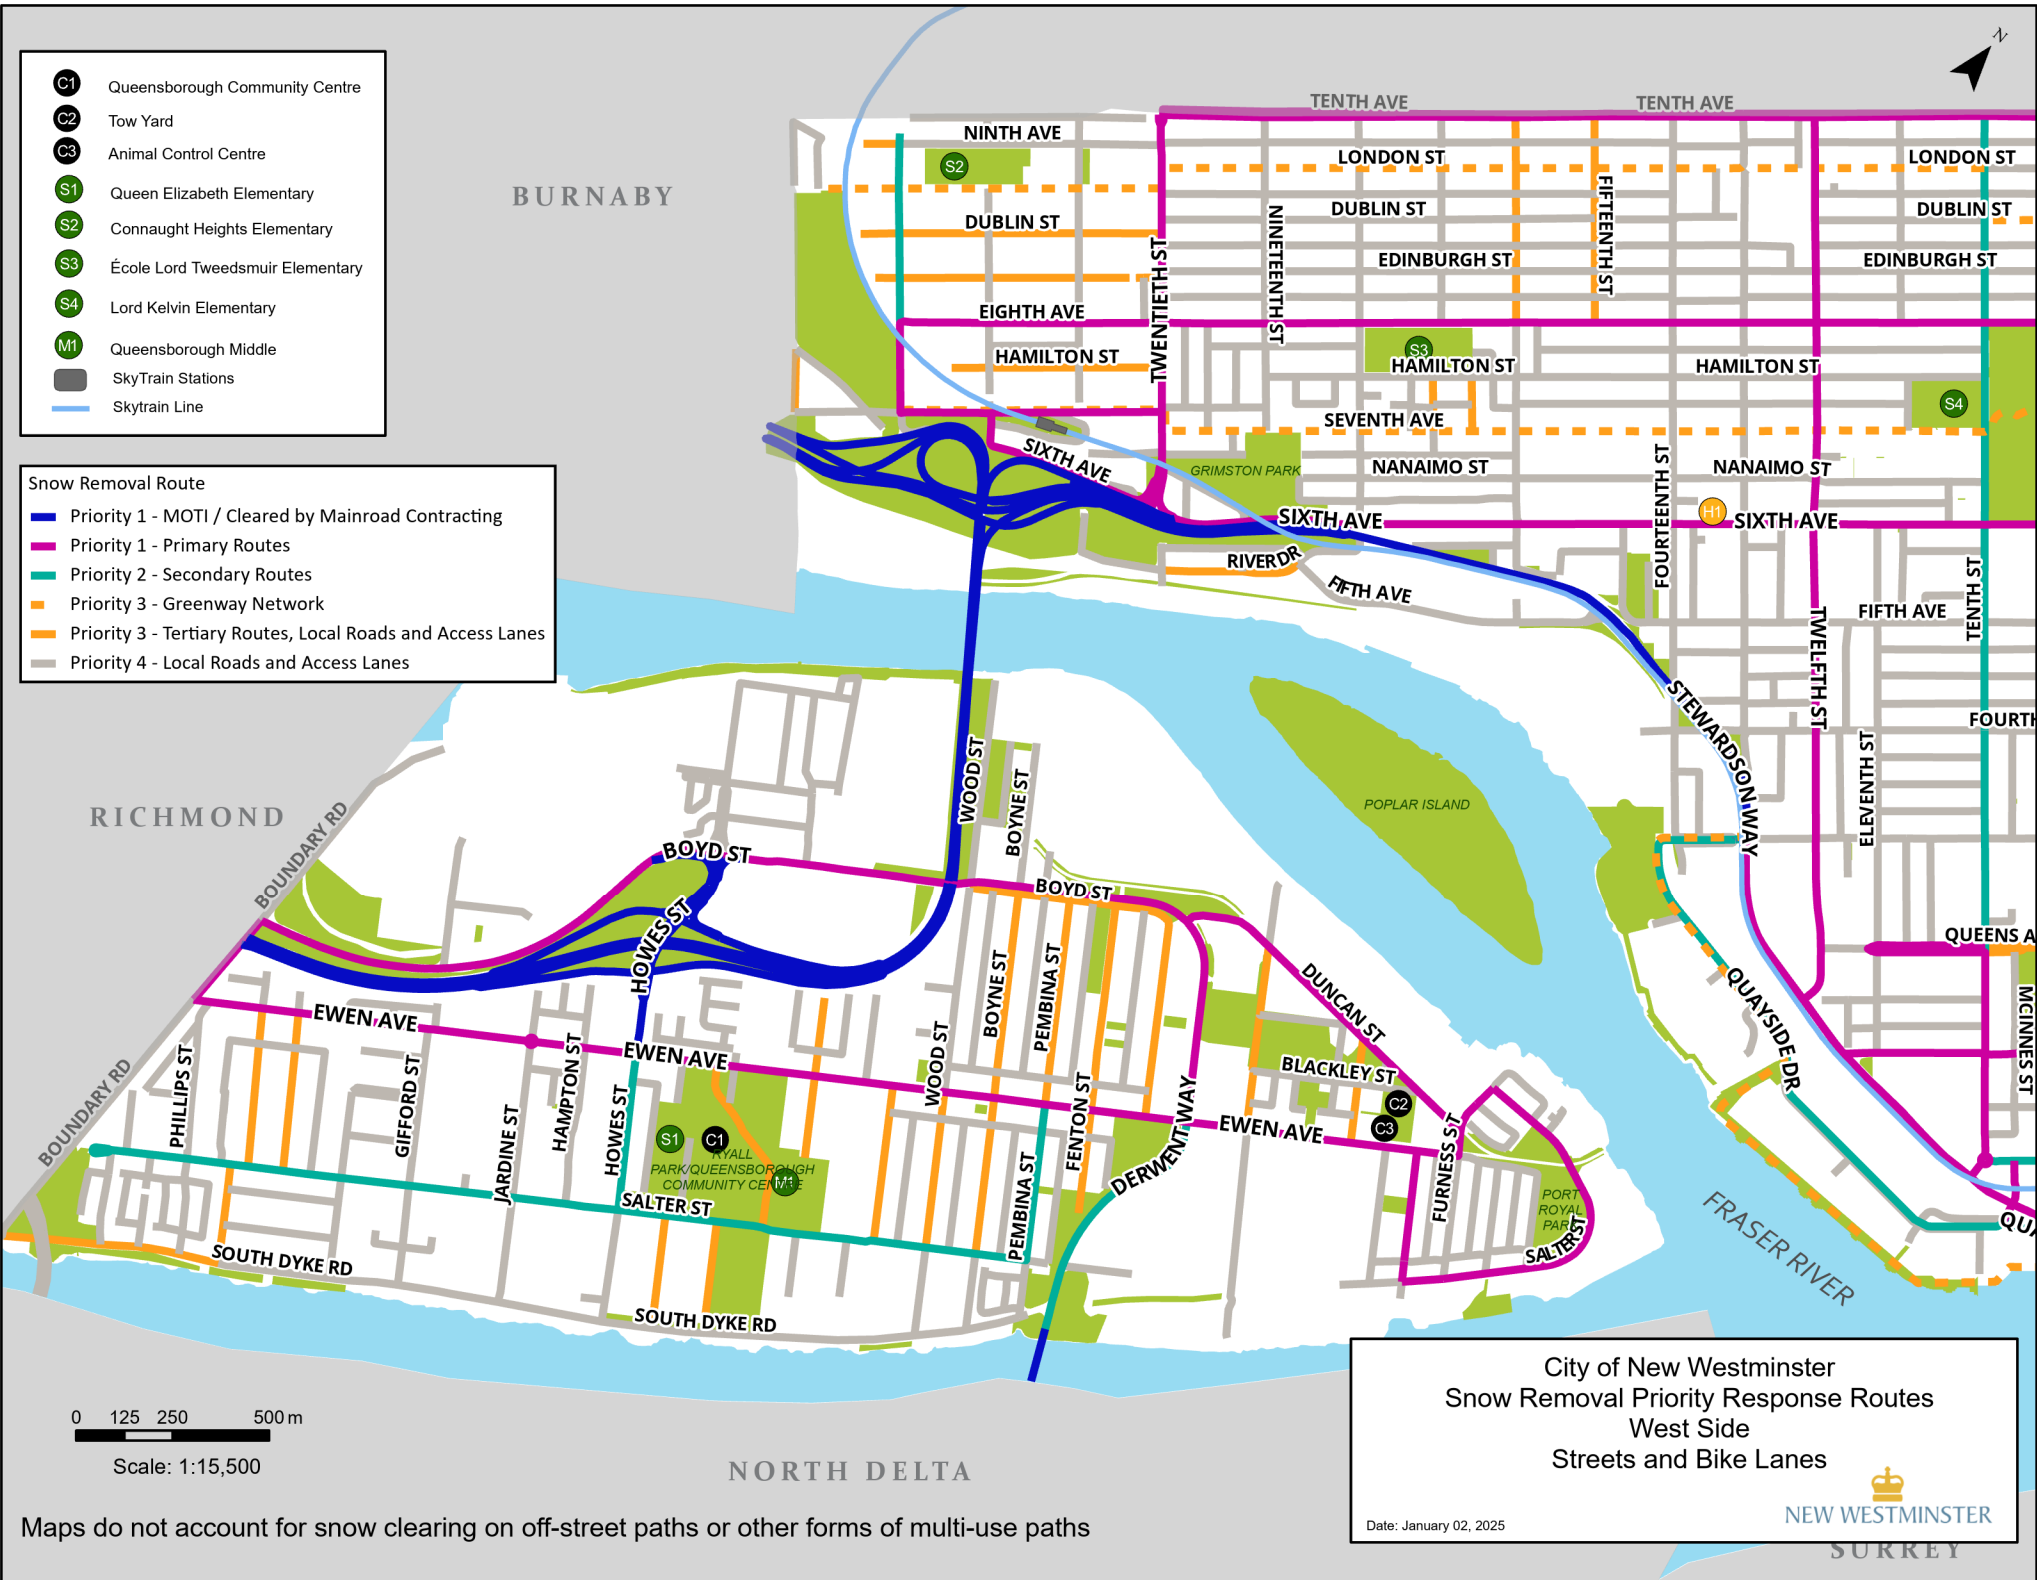 N
C1 Queensborough Community Centre
C2 Tow Yard
C3 Animal Control Centre
S1 Queen Elizabeth Elementary
S2 Connaught Heights Elementary
S3 École Lord Tweedsmuir Elementary
S4 Lord Kelvin Elementary
M1 Queensborough Middle
SkyTrain Stations
Skytrain Line
Snow Removal Route
Priority 1 - MOTI / Cleared by Mainroad Contracting
Priority 1 - Primary Routes
Priority 2 - Secondary Routes
Priority 3 - Greenway Network
Priority 3 - Tertiary Routes, Local Roads and Access Lanes
Priority 4 - Local Roads and Access Lanes
BURNABY
TENTH AVE
TENTH AVE
NINTH AVE
S2
LONDON ST
LONDON ST
DUBLIN ST
DUBLIN ST
DUBLIN ST
EDINBURGH ST
EDINBURGH ST
TWENTIETH ST
NINETEENTH ST
FIFTEENTH ST
EIGHTH AVE
HAMILTON ST
S3
HAMILTON ST
HAMILTON ST
S4
SEVENTH AVE
SIXTH AVE
GRIMSTON PARK
NANAIMO ST
NANAIMO ST
FOURTEENTH ST
H1
SIXTH AVE
SIXTH AVE
RIVER DR
FIFTH AVE
FIFTH AVE
TENTH ST
TWELFTH ST
FOURTH
STEWARDSON WAY
ELEVENTH ST
RICHMOND
BOUNDARY RD
WOOD ST
BOYNE ST
POPLAR ISLAND
BOYD ST
BOYD ST
HOWES ST
QUEENS A
BOYNE ST
PEMBINA ST
DUNCAN ST
QUAYSIDE DR
MCINNES ST
EWEN AVE
EWEN AVE
EWEN AVE
BOUNDARY RD
PHILLIPS ST
GIFFORD ST
JARDINE ST
HAMPTON ST
HOWES ST
WOOD ST
FENTON ST
DERWENT WAY
BLACKLEY ST
C2
C3
FURNESS ST
S1
C1
RYALL
PARK/QUEENSBOROUGH
COMMUNITY CENTRE
M1
SALTER ST
PEMBINA ST
PORT
ROYAL
PARK
SALTER ST
FRASER RIVER
QUA
SOUTH DYKE RD
SOUTH DYKE RD
0 125 250 500 m
Scale: 1:15,500
NORTH DELTA
SURREY
Maps do not account for snow clearing on off-street paths or other forms of multi-use paths
City of New Westminster
Snow Removal Priority Response Routes
West Side
Streets and Bike Lanes
NEW WESTMINSTER
Date: January 02, 2025